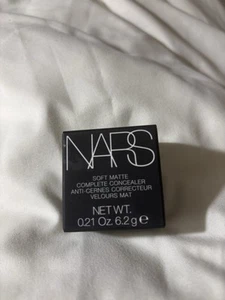 NARS
SOFT MATTE
COMPLETE CONCEALER
ANTI-CERNES CORRECTEUR
VELOURS MAT
NET WT.
0.21 Oz. 6.2g℮